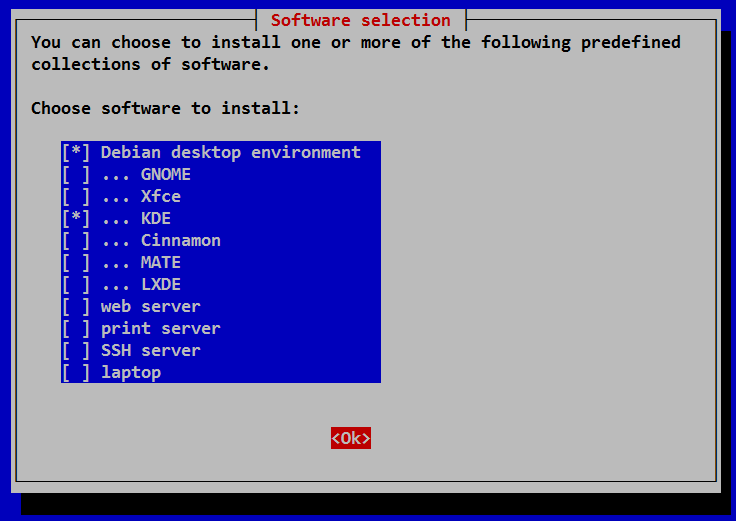 Software selection
You can choose to install one or more of the following predefined
collections of software.
Choose software to install:
[*] Debian desktop environment
[ ] ... GNOME
[ ] ... Xfce
[*] ... KDE
[ ] ... Cinnamon
[ ] ... MATE
[ ] ... LXDE
[ ] web server
[ ] print server
[ ] SSH server
[ ] laptop
<Ok>